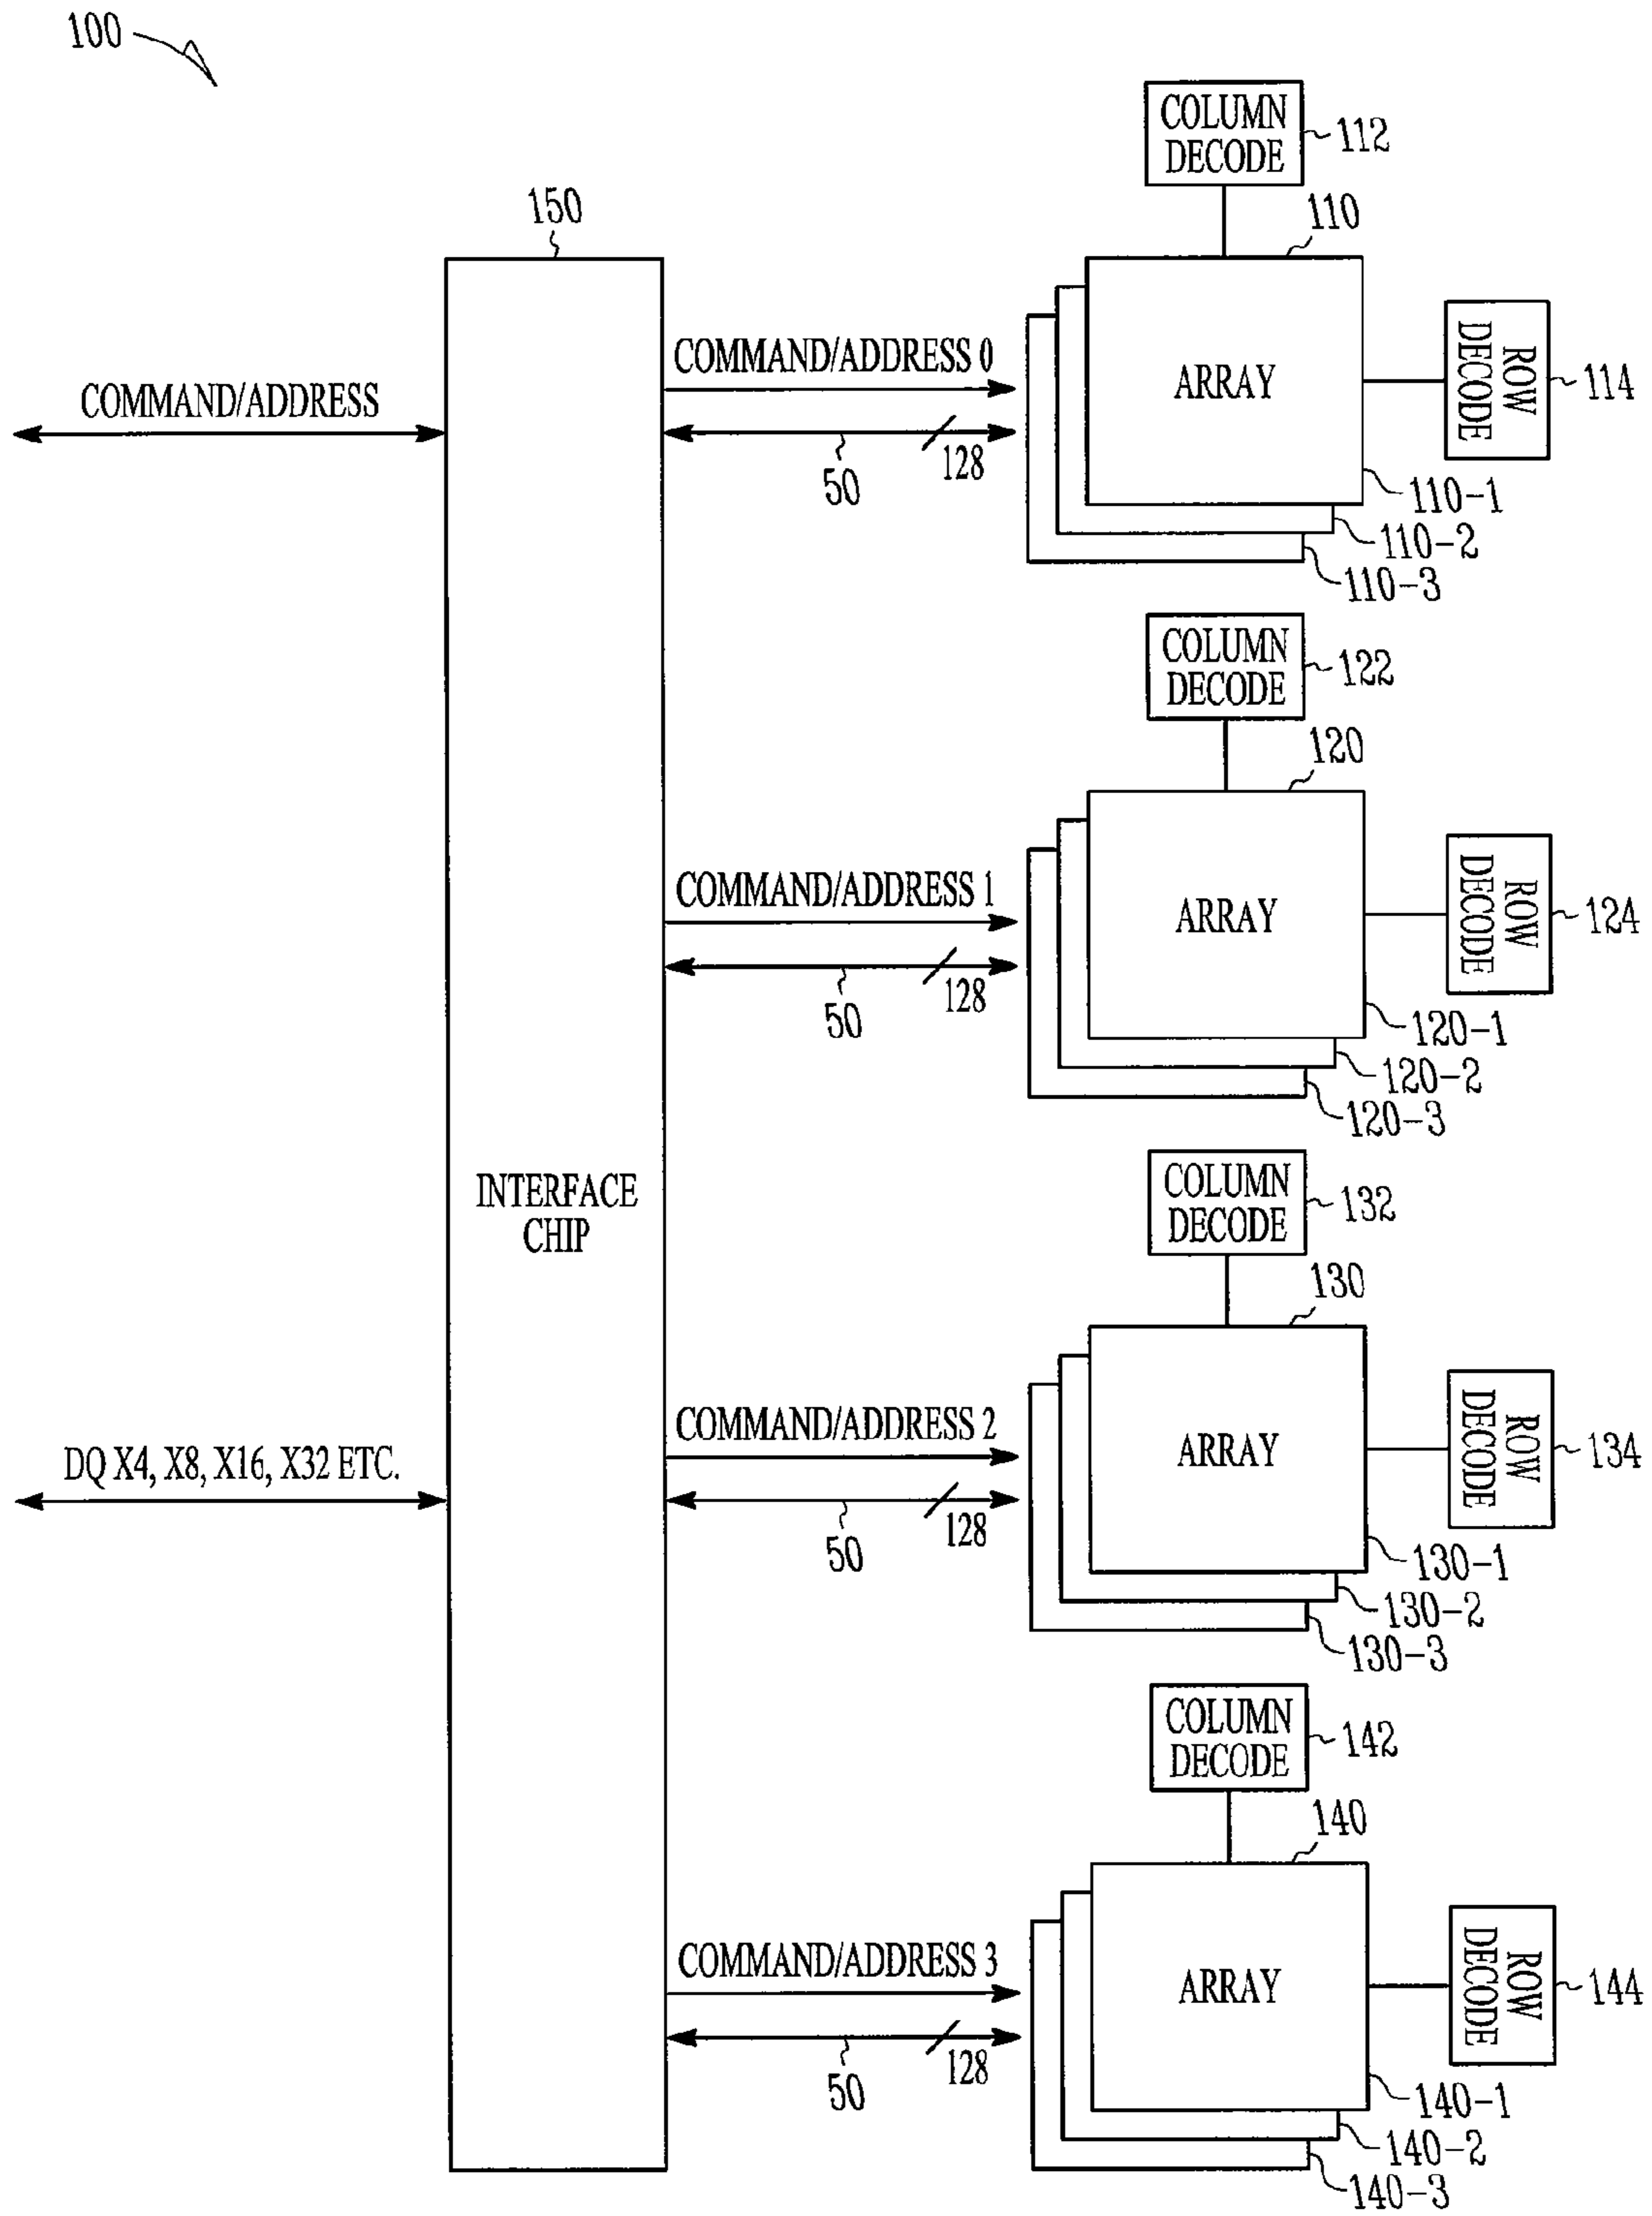 100
COLUMN
DECODE
112
150
110
COMMAND/ADDRESS 0
COMMAND/ADDRESS
ARRAY
ROW
DECODE
114
50
128
110-1
110-2
110-3
COLUMN
DECODE
122
120
COMMAND/ADDRESS 1
ARRAY
ROW
DECODE
124
50
128
120-1
120-2
120-3
INTERFACE
CHIP
COLUMN
DECODE
132
130
COMMAND/ADDRESS 2
DQ X4, X8, X16, X32 ETC.
ARRAY
ROW
DECODE
134
50
128
130-1
130-2
130-3
COLUMN
DECODE
142
140
COMMAND/ADDRESS 3
ARRAY
ROW
DECODE
144
50
128
140-1
140-2
140-3